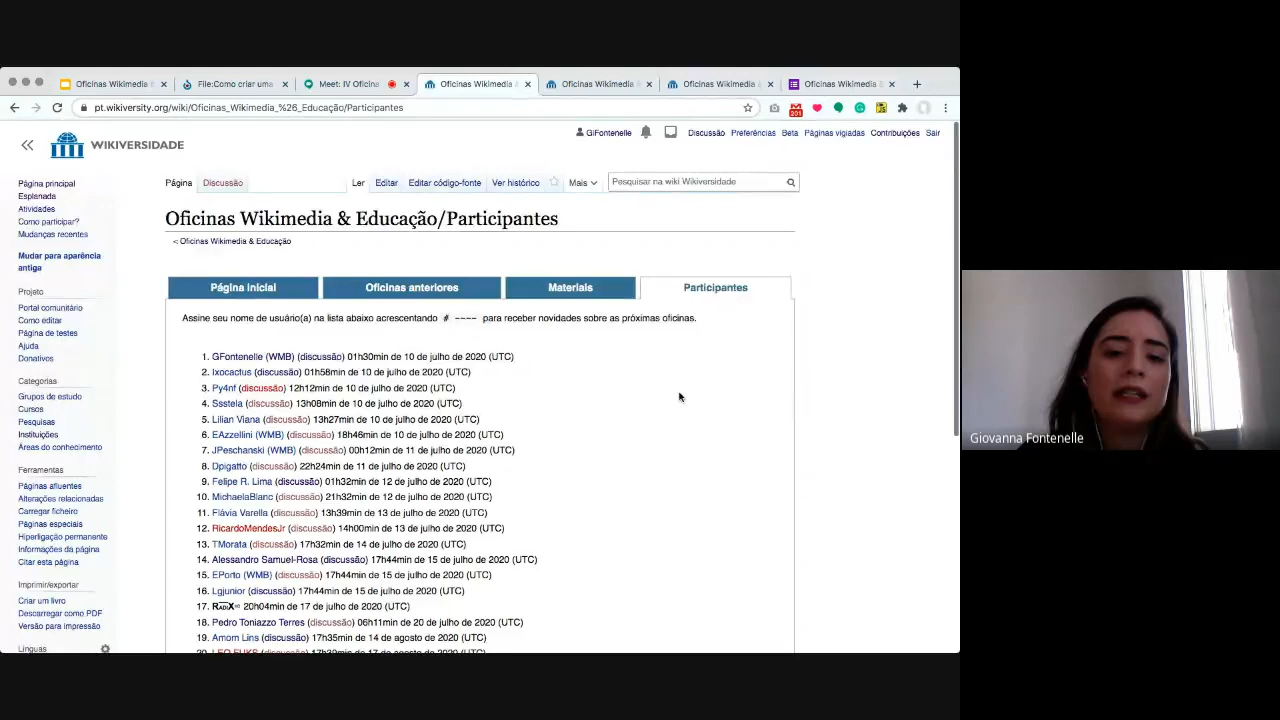 Oficinas Wikimedia
File:Como criar uma
Meet: IV Oficina
Oficinas Wikimedia &
Oficinas Wikimedia &
Oficinas Wikimedia &
Oficinas Wikimedia & E
pt.wikiversity.org/wiki/Oficinas_Wikimedia_%26_Educação/Participantes
201
GiFontenelle Discussão Preferências Beta Páginas vigiadas Contribuições Sair
WIKIVERSIDADE
Página Discussão Ler Editar Editar código-fonte Ver histórico Mais Pesquisar na wiki Wikiversidade
Página principal
Esplanada
Atividades
Como participar?
Mudanças recentes
Mudar para aparência
antiga
Projeto
Portal comunitário
Como editar
Página de testes
Ajuda
Donativos
Categorias
Grupos de estudo
Cursos
Pesquisas
Instituições
Áreas do conhecimento
Ferramentas
Páginas afluentes
Alterações relacionadas
Carregar ficheiro
Páginas especiais
Hiperligação permanente
Informações da página
Citar esta página
Imprimir/exportar
Criar um livro
Descarregar como PDF
Versão para impressão
Línguas
Oficinas Wikimedia & Educação/Participantes
< Oficinas Wikimedia & Educação
Página inicial Oficinas anteriores Materiais Participantes
Assine seu nome de usuário(a) na lista abaixo acrescentando # ---- para receber novidades sobre as próximas oficinas.
1. GFontenelle (WMB) (discussão) 01h30min de 10 de julho de 2020 (UTC)
2. Ixocactus (discussão) 01h58min de 10 de julho de 2020 (UTC)
3. Py4nf (discussão) 12h12min de 10 de julho de 2020 (UTC)
4. Ssstela (discussão) 13h08min de 10 de julho de 2020 (UTC)
5. Lilian Viana (discussão) 13h27min de 10 de julho de 2020 (UTC)
6. EAzzellini (WMB) (discussão) 18h46min de 10 de julho de 2020 (UTC)
7. JPeschanski (WMB) (discussão) 00h12min de 11 de julho de 2020 (UTC)
8. Dpigatto (discussão) 22h24min de 11 de julho de 2020 (UTC)
9. Felipe R. Lima (discussão) 01h32min de 12 de julho de 2020 (UTC)
10. MichaelaBlanc (discussão) 21h32min de 12 de julho de 2020 (UTC)
11. Flávia Varella (discussão) 13h39min de 13 de julho de 2020 (UTC)
12. RicardoMendesJr (discussão) 14h00min de 13 de julho de 2020 (UTC)
13. TMorata (discussão) 17h32min de 14 de julho de 2020 (UTC)
14. Alessandro Samuel-Rosa (discussão) 17h44min de 15 de julho de 2020 (UTC)
15. EPorto (WMB) (discussão) 17h44min de 15 de julho de 2020 (UTC)
16. Lgjunior (discussão) 17h44min de 15 de julho de 2020 (UTC)
17. RadiX 20h04min de 17 de julho de 2020 (UTC)
18. Pedro Toniazzo Terres (discussão) 06h11min de 20 de julho de 2020 (UTC)
19. Amorn Lins (discussão) 17h35min de 14 de agosto de 2020 (UTC)
Giovanna Fontenelle